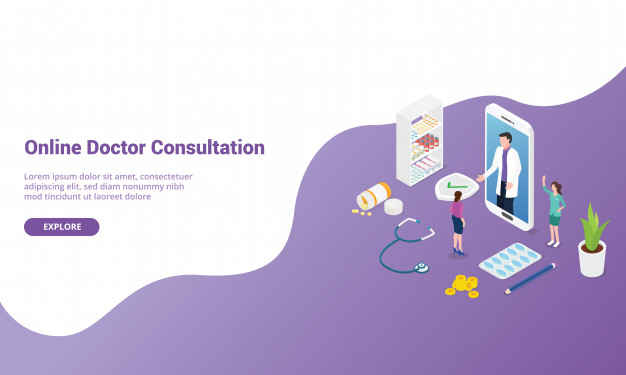 Online Doctor Consultation
Lorem ipsum dolor sit amet, consectetuer
adipiscing elit, sed diam nonummy nibh
mod tincidunt ut laoreet dolore
EXPLORE